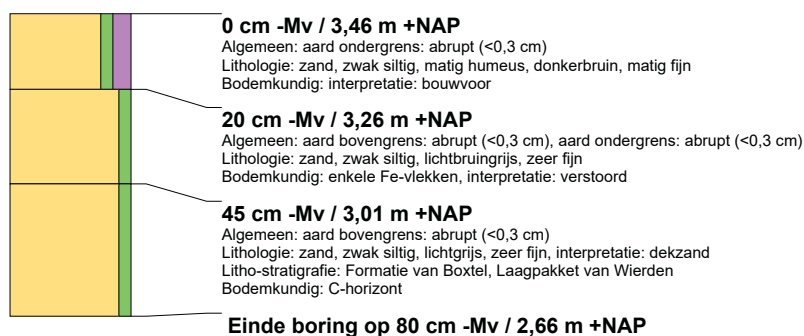 0 cm -Mv / 3,46 m +NAP
Algemeen: aard ondergrens: abrupt (<0,3 cm)
Lithologie: zand, zwak siltig, matig humeus, donkerbruin, matig fijn
Bodemkundig: interpretatie: bouwvoor
20 cm -Mv / 3,26 m +NAP
Algemeen: aard bovengrens: abrupt (<0,3 cm), aard ondergrens: abrupt (<0,3 cm)
Lithologie: zand, zwak siltig, lichtbruingrijs, zeer fijn
Bodemkundig: enkele Fe-vlekken, interpretatie: verstoord
45 cm -Mv / 3,01 m +NAP
Algemeen: aard bovengrens: abrupt (<0,3 cm)
Lithologie: zand, zwak siltig, lichtgrijs, zeer fijn, interpretatie: dekzand
Litho-stratigrafie: Formatie van Boxtel, Laagpakket van Wierden
Bodemkundig: C-horizont
Einde boring op 80 cm -Mv / 2,66 m +NAP